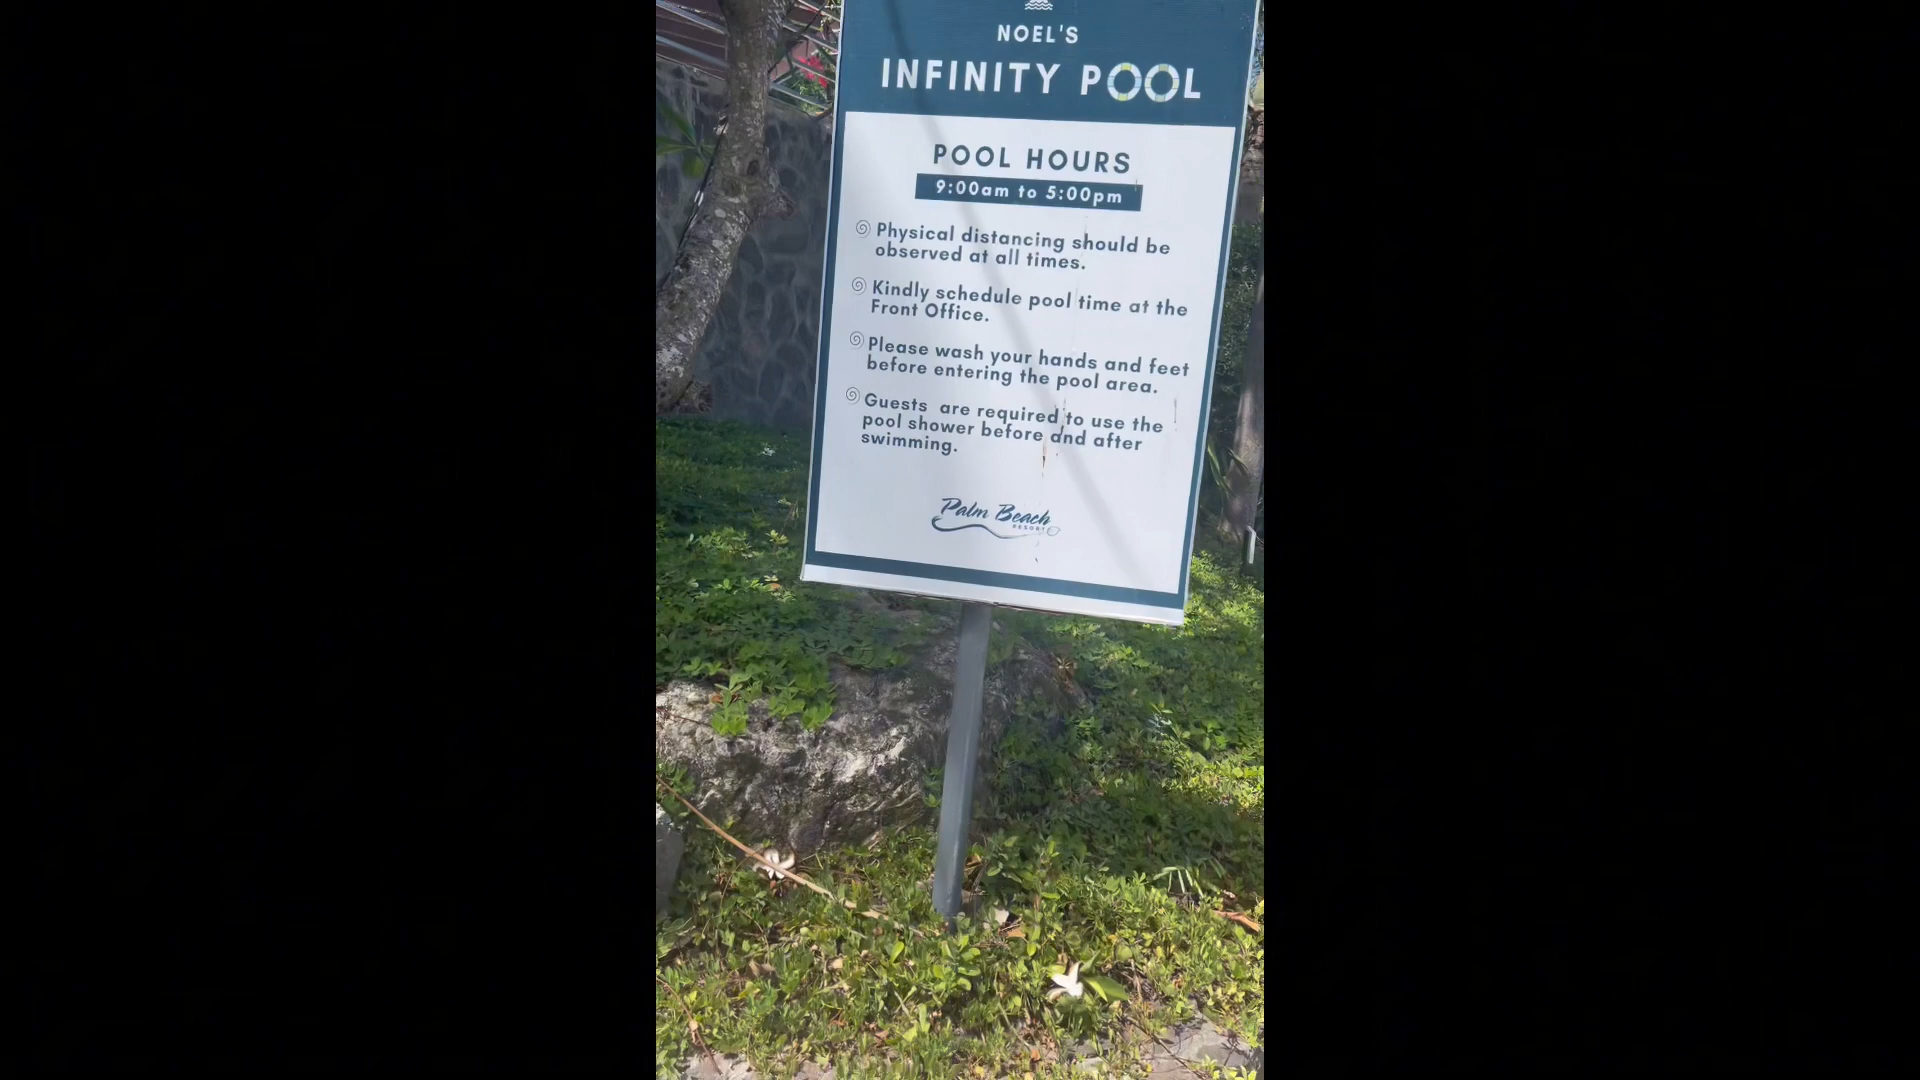 NOEL'S
INFINITY POOL
POOL HOURS
9:00am to 5:00pm
Physical distancing should be
observed at all times.
Kindly schedule pool time at the
Front Office.
Please wash your hands and feet
before entering the pool area.
Guests are required to use the
pool shower before and after
swimming.
Palm Beach
RESORT